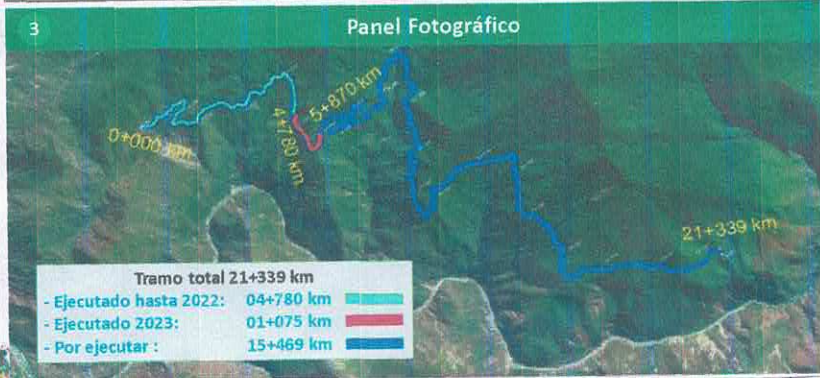 3
Panel Fotográfico
0+000 km
4+780 km
5+870 km
21+339 km
Tramo total 21+339 km
- Ejecutado hasta 2022: 04+780 km
- Ejecutado 2023: 01+075 km
- Por ejecutar : 15+469 km